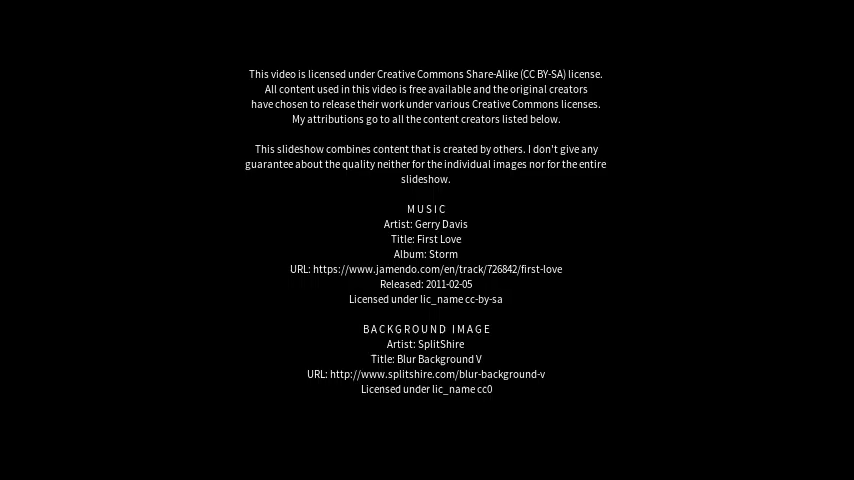 This video is licensed under Creative Commons Share-Alike (CC BY-SA) license.
All content used in this video is free available and the original creators
have chosen to release their work under various Creative Commons licenses.
My attributions go to all the content creators listed below.
This slideshow combines content that is created by others. I don't give any
guarantee about the quality neither for the individual images nor for the entire
slideshow.
MUSIC
Artist: Gerry Davis
Title: First Love
Album: Storm
URL: https://www.jamendo.com/en/track/726842/first-love
Released: 2011-02-05
Licensed under lic_name cc-by-sa
BACKGROUND IMAGE
Artist: SplitShire
Title: Blur Background V
URL: http://www.splitshire.com/blur-background-v
Licensed under lic_name cc0